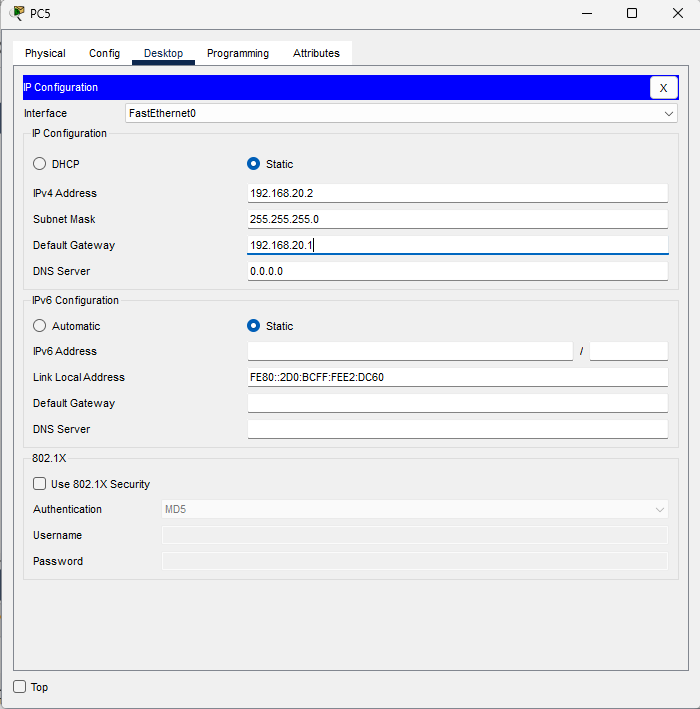 PC5
Physical Config Desktop Programming Attributes
IP Configuration X
Interface FastEthernet0
IP Configuration
DHCP Static
IPv4 Address 192.168.20.2
Subnet Mask 255.255.255.0
Default Gateway 192.168.20.1
DNS Server 0.0.0.0
IPv6 Configuration
Automatic Static
IPv6 Address /
Link Local Address FE80::2D0:BCFF:FEE2:DC60
Default Gateway
DNS Server
802.1X
Use 802.1X Security
Authentication MD5
Username
Password
Top